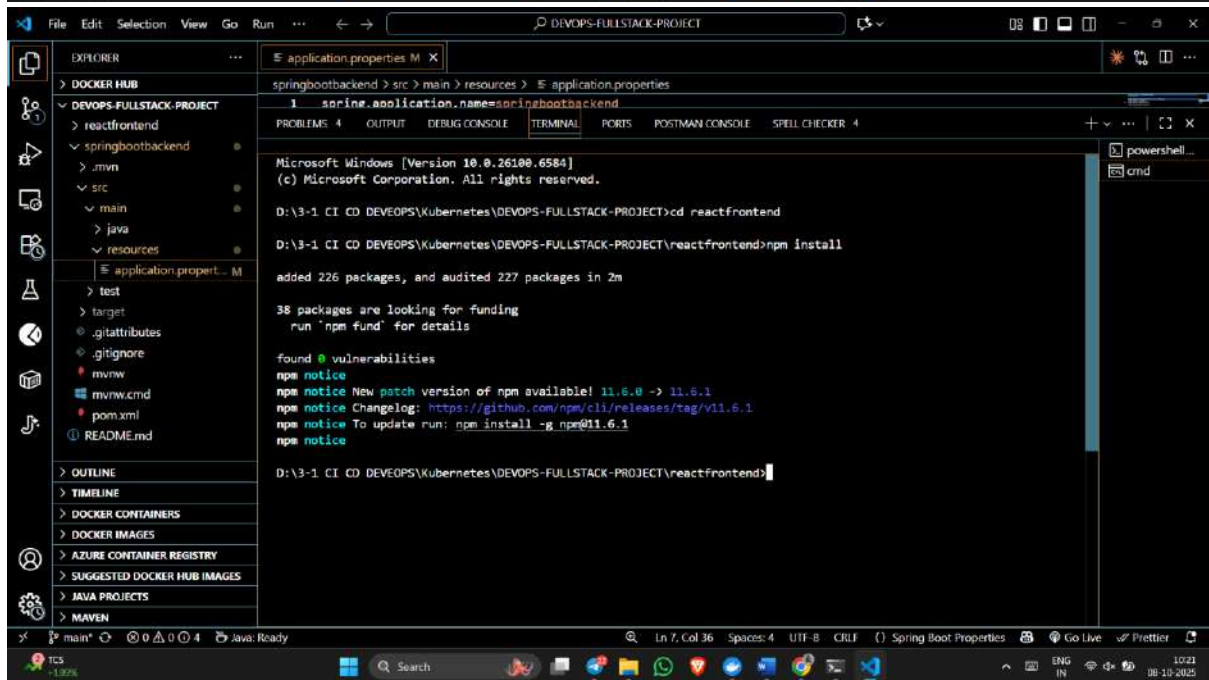 File Edit Selection View Go Run ··· DEVOPS-FULLSTACK-PROJECT
EXPLORER ···
DOCKER HUB
DEVOPS-FULLSTACK-PROJECT
reactfrontend
springbootbackend
.mvn
src
main
java
resources
application.propert... M
test
target
.gitattributes
.gitignore
mvnw
mvnw.cmd
pom.xml
README.md
OUTLINE
TIMELINE
DOCKER CONTAINERS
DOCKER IMAGES
AZURE CONTAINER REGISTRY
SUGGESTED DOCKER HUB IMAGES
JAVA PROJECTS
MAVEN
application.properties M
springbootbackend > src > main > resources > application.properties
1 spring.application.name=springbootbackend
PROBLEMS 4 OUTPUT DEBUG CONSOLE TERMINAL PORTS POSTMAN CONSOLE SPELL CHECKER 4
powershell...
cmd
Microsoft Windows [Version 10.0.26100.6584]
(c) Microsoft Corporation. All rights reserved.
D:\3-1 CI CD DEVEOPS\Kubernetes\DEVOPS-FULLSTACK-PROJECT>cd reactfrontend
D:\3-1 CI CD DEVEOPS\Kubernetes\DEVOPS-FULLSTACK-PROJECT\reactfrontend>npm install
added 226 packages, and audited 227 packages in 2m
38 packages are looking for funding
run `npm fund` for details
found 0 vulnerabilities
npm notice
npm notice New patch version of npm available! 11.6.0 -> 11.6.1
npm notice Changelog: https://github.com/npm/cli/releases/tag/v11.6.1
npm notice To update run: npm install -g npm@11.6.1
npm notice
D:\3-1 CI CD DEVEOPS\Kubernetes\DEVOPS-FULLSTACK-PROJECT\reactfrontend>
main* 0 0 4 Java: Ready Ln 7, Col 36 Spaces: 4 UTF-8 CRLF {} Spring Boot Properties Go Live Prettier
TCS
+1.99%
Search
ENG
IN
10:21
08-10-2025